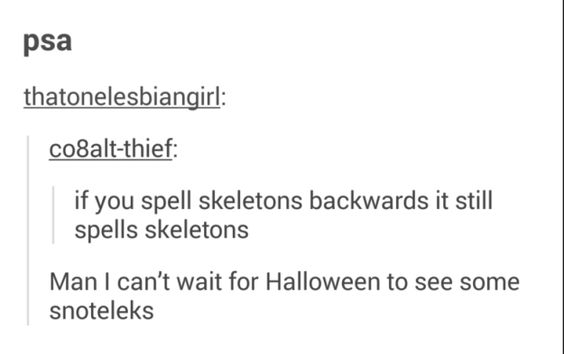 psa
thatonelesbiangirl:
co8alt-thief:
if you spell skeletons backwards it still
spells skeletons
Man I can't wait for Halloween to see some
snoteleks